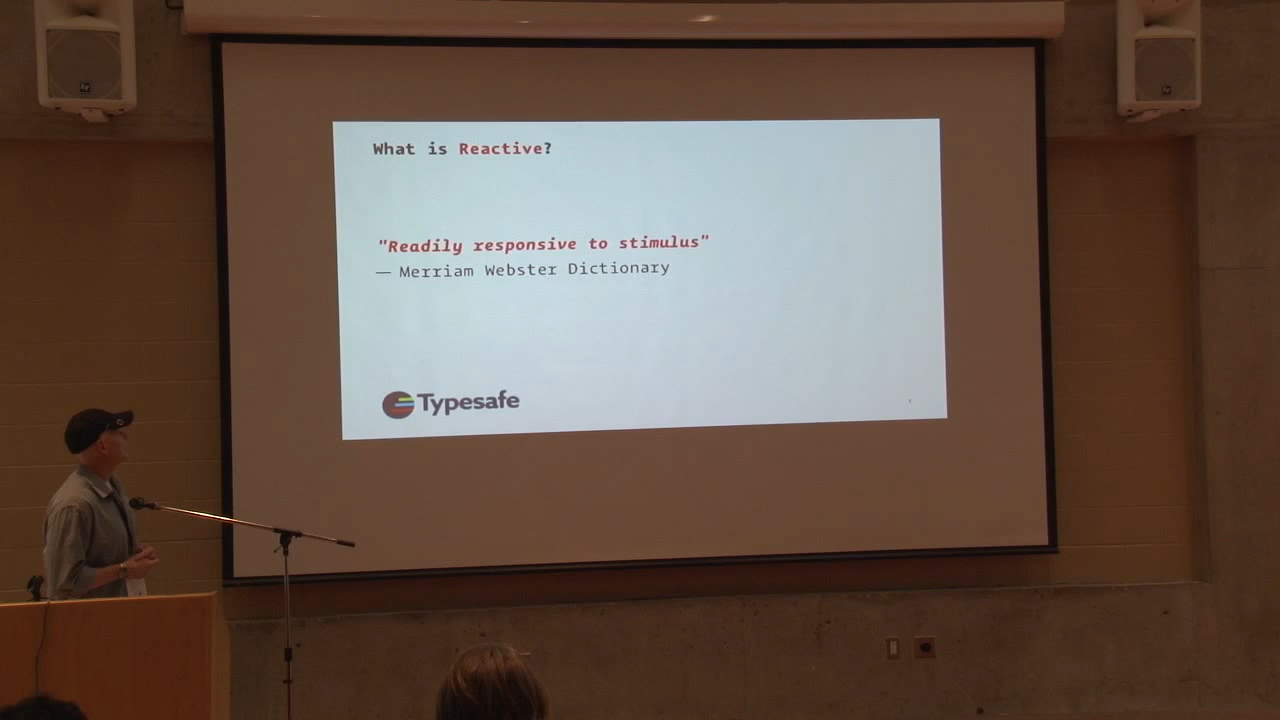 What is Reactive?
"Readily responsive to stimulus"
— Merriam Webster Dictionary
Typesafe